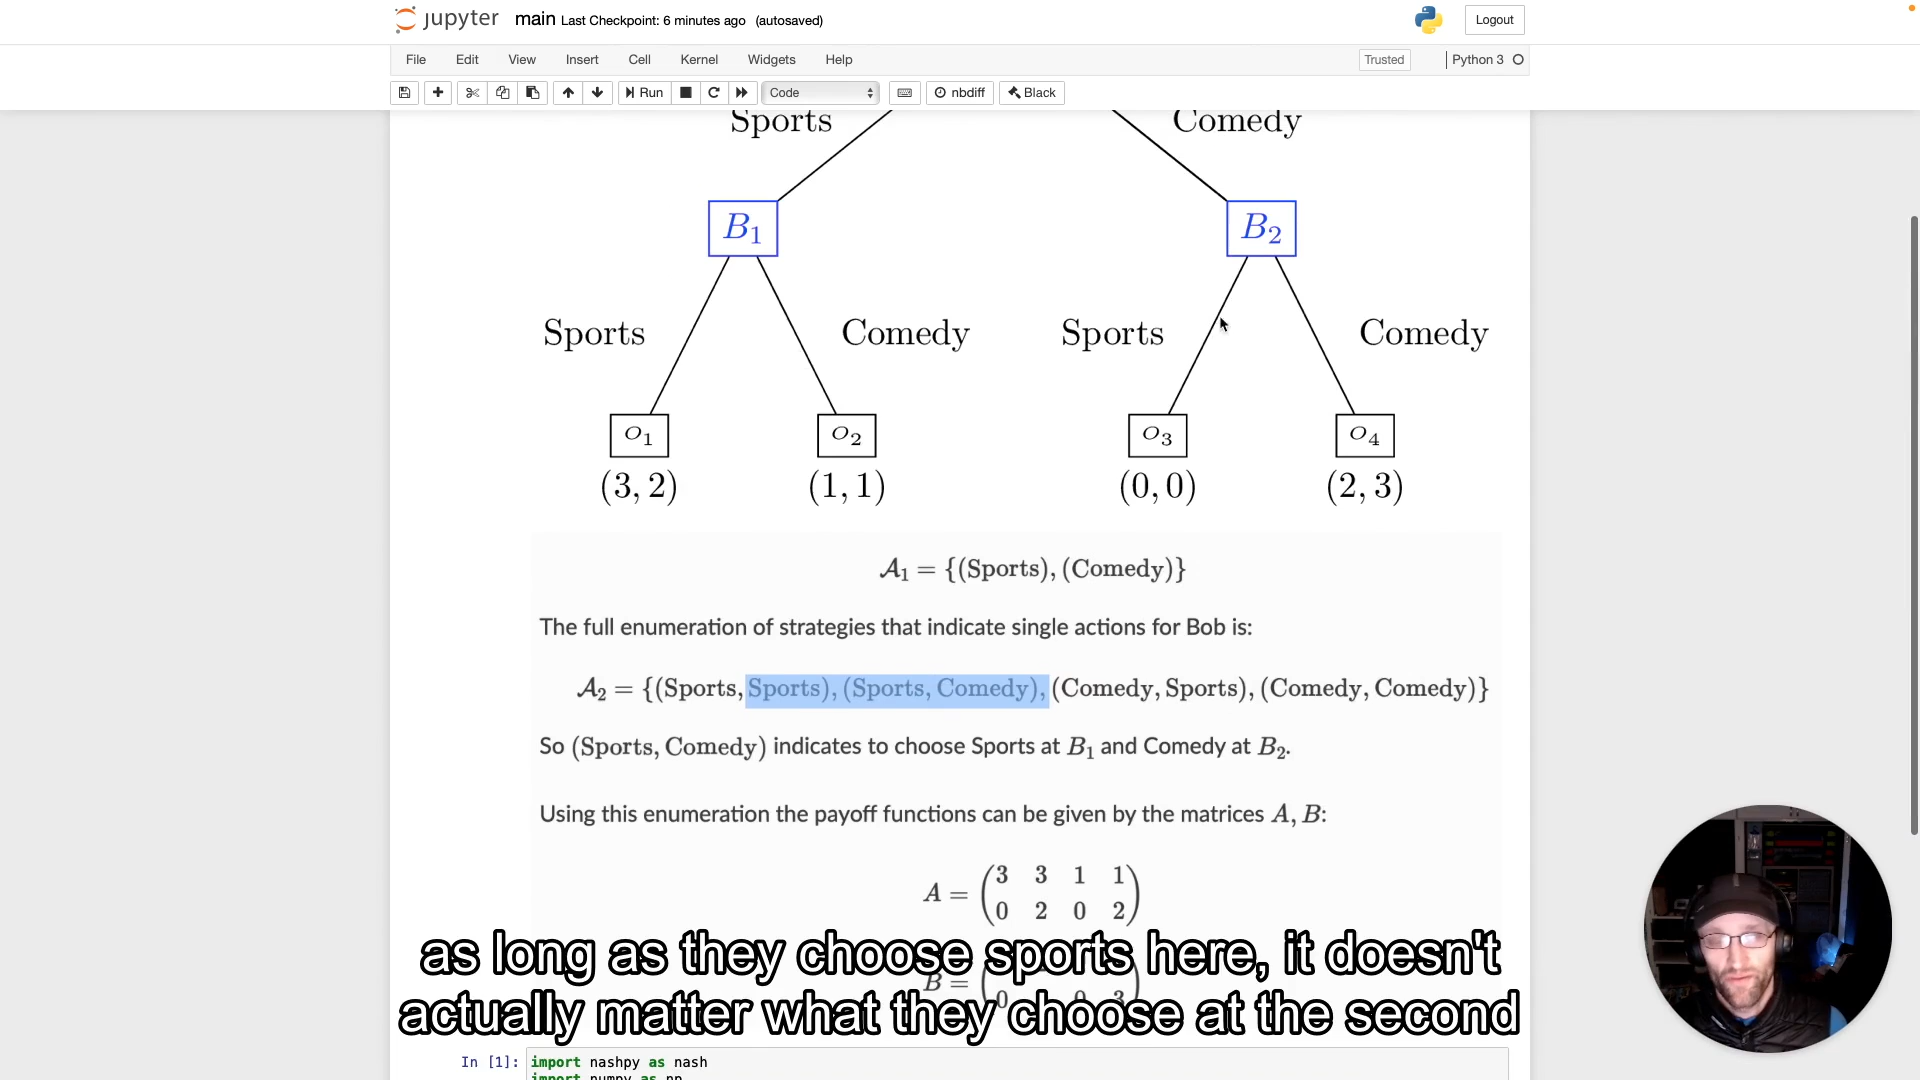 jupyter main Last Checkpoint: 6 minutes ago (autosaved) Logout
File Edit View Insert Cell Kernel Widgets Help Trusted Python 3
Run Code nbdiff Black
Sports Comedy
B1 B2
Sports Comedy Sports Comedy
o1 o2 o3 o4
(3, 2) (1, 1) (0, 0) (2, 3)
A1 = {(Sports), (Comedy)}
The full enumeration of strategies that indicate single actions for Bob is:
A2 = {(Sports, Sports), (Sports, Comedy), (Comedy, Sports), (Comedy, Comedy)}
So (Sports, Comedy) indicates to choose Sports at B1 and Comedy at B2.
Using this enumeration the payoff functions can be given by the matrices A, B:
A = (3 3 1 1
0 2 0 2)
as long as they choose sports here, it doesn't
B =
actually matter what they choose at the second
In [1]: import nashpy as nash
import numpy as np